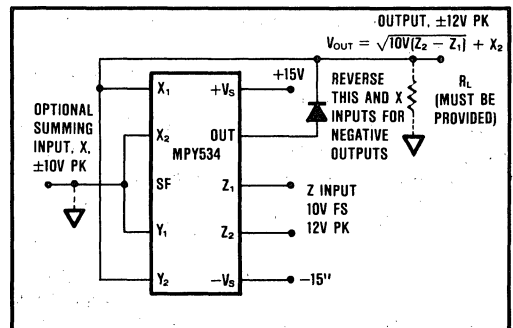 OUTPUT, ±12V PK
V_OUT = √10V(Z₂ − Z₁) + X₂
+15V
REVERSE
THIS AND X
INPUTS FOR
NEGATIVE
OUTPUTS
R_L
(MUST BE
PROVIDED)
OPTIONAL
SUMMING
INPUT, X,
±10V PK
X₁
+V_S
X₂
OUT
MPY534
SF
Z₁
Z INPUT
10V FS
12V PK
Y₁
Z₂
Y₂
−V_S
−15"